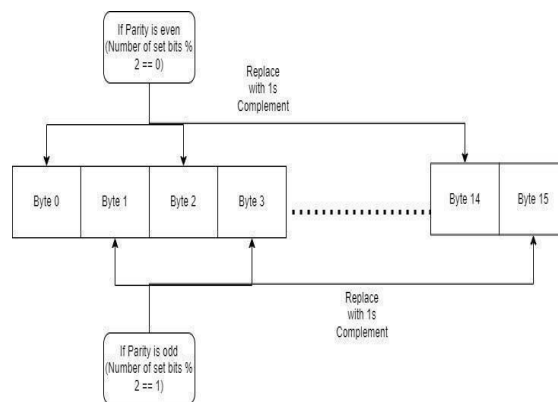 If Parity is even
(Number of set bits %
2 == 0)
Replace
with 1s
Complement
Byte 0
Byte 1
Byte 2
Byte 3
Byte 14
Byte 15
Replace
with 1s
Complement
If Parity is odd
(Number of set bits %
2 == 1)